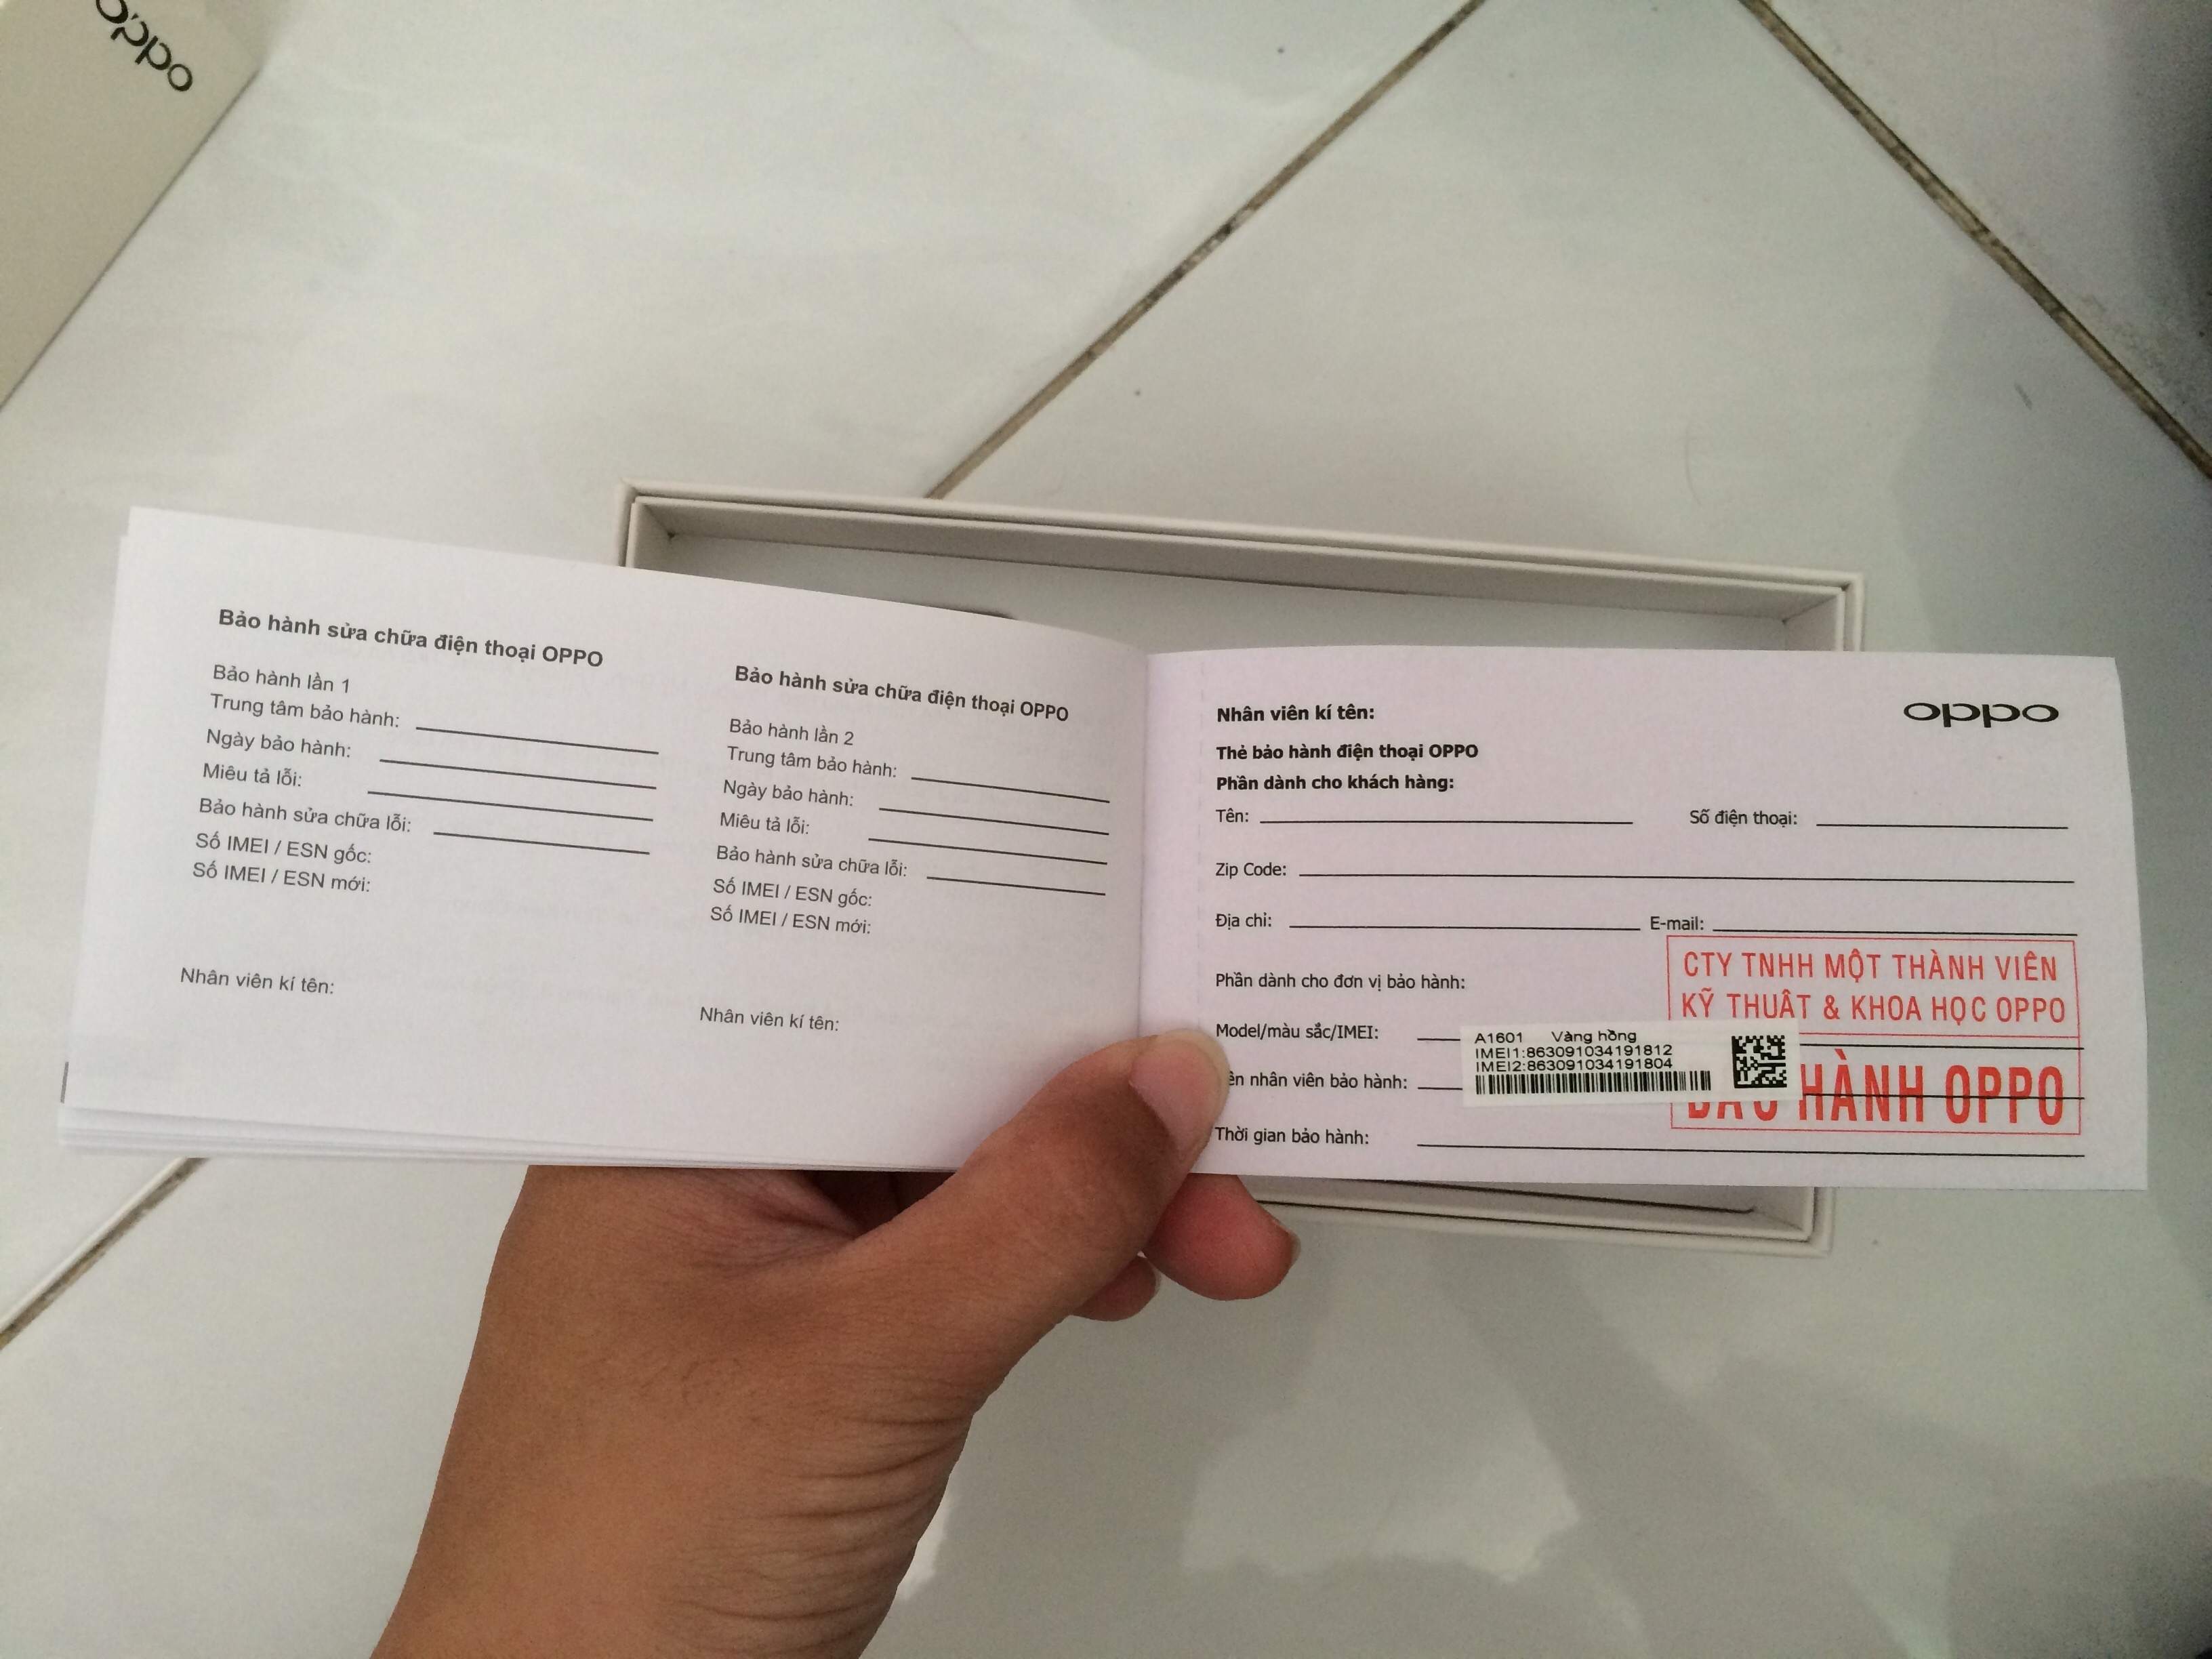 oppo
Bảo hành sửa chữa điện thoại OPPO
Bảo hành lần 1
Trung tâm bảo hành:
Ngày bảo hành:
Miêu tả lỗi:
Bảo hành sửa chữa lỗi:
Số IMEI / ESN gốc:
Số IMEI / ESN mới:
Nhân viên kí tên:
Bảo hành sửa chữa điện thoại OPPO
Bảo hành lần 2
Trung tâm bảo hành:
Ngày bảo hành:
Miêu tả lỗi:
Bảo hành sửa chữa lỗi:
Số IMEI / ESN gốc:
Số IMEI / ESN mới:
Nhân viên kí tên:
oppo
Nhân viên kí tên:
Thẻ bảo hành điện thoại OPPO
Phần dành cho khách hàng:
Tên: Số điện thoại:
Zip Code:
Địa chỉ: E-mail:
CTY TNHH MỘT THÀNH VIÊN
KỸ THUẬT & KHOA HỌC OPPO
Phần dành cho đơn vị bảo hành:
Model/màu sắc/IMEI:
A1601 Vàng hồng
IMEI1:863091034191812
IMEI2:863091034191804
ên nhân viên bảo hành:
HÀNH OPPO
Thời gian bảo hành: